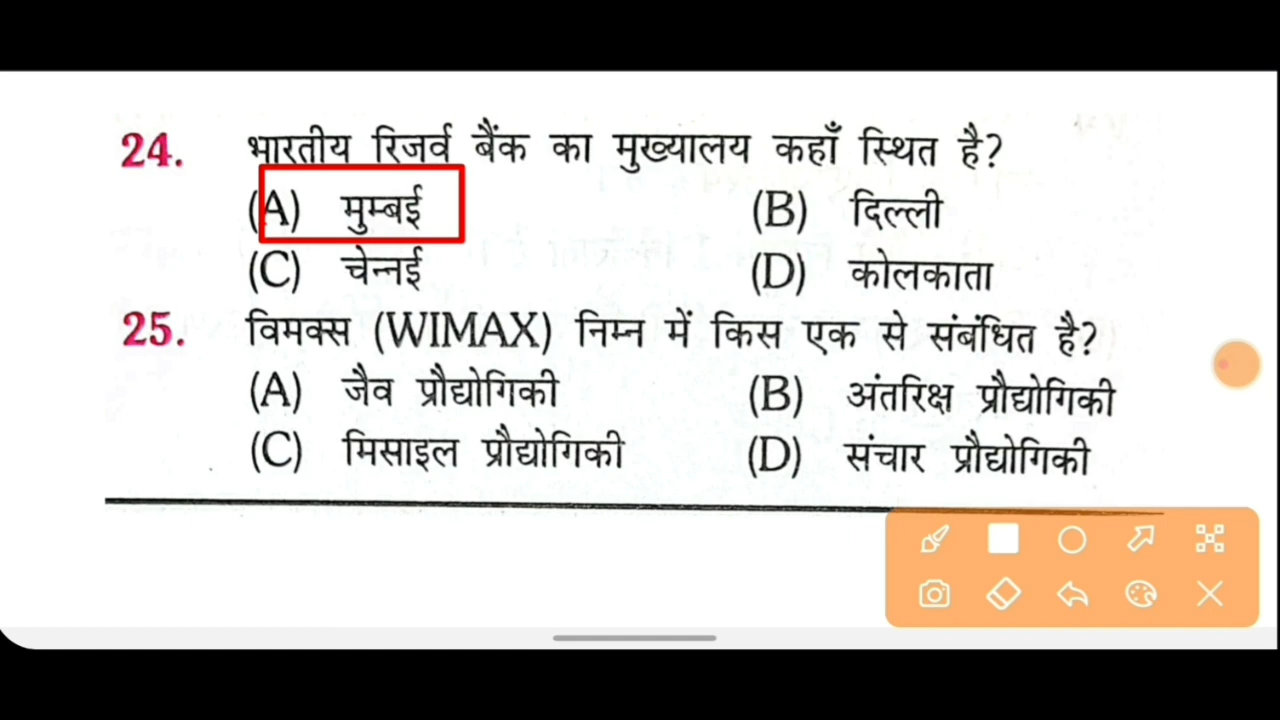 24. भारतीय रिजर्व बैंक का मुख्यालय कहाँ स्थित है?
(A) मुम्बई (B) दिल्ली
(C) चेन्नई (D) कोलकाता
25. विमक्स (WIMAX) निम्न में किस एक से संबंधित है?
(A) जैव प्रौद्योगिकी (B) अंतरिक्ष प्रौद्योगिकी
(C) मिसाइल प्रौद्योगिकी (D) संचार प्रौद्योगिकी